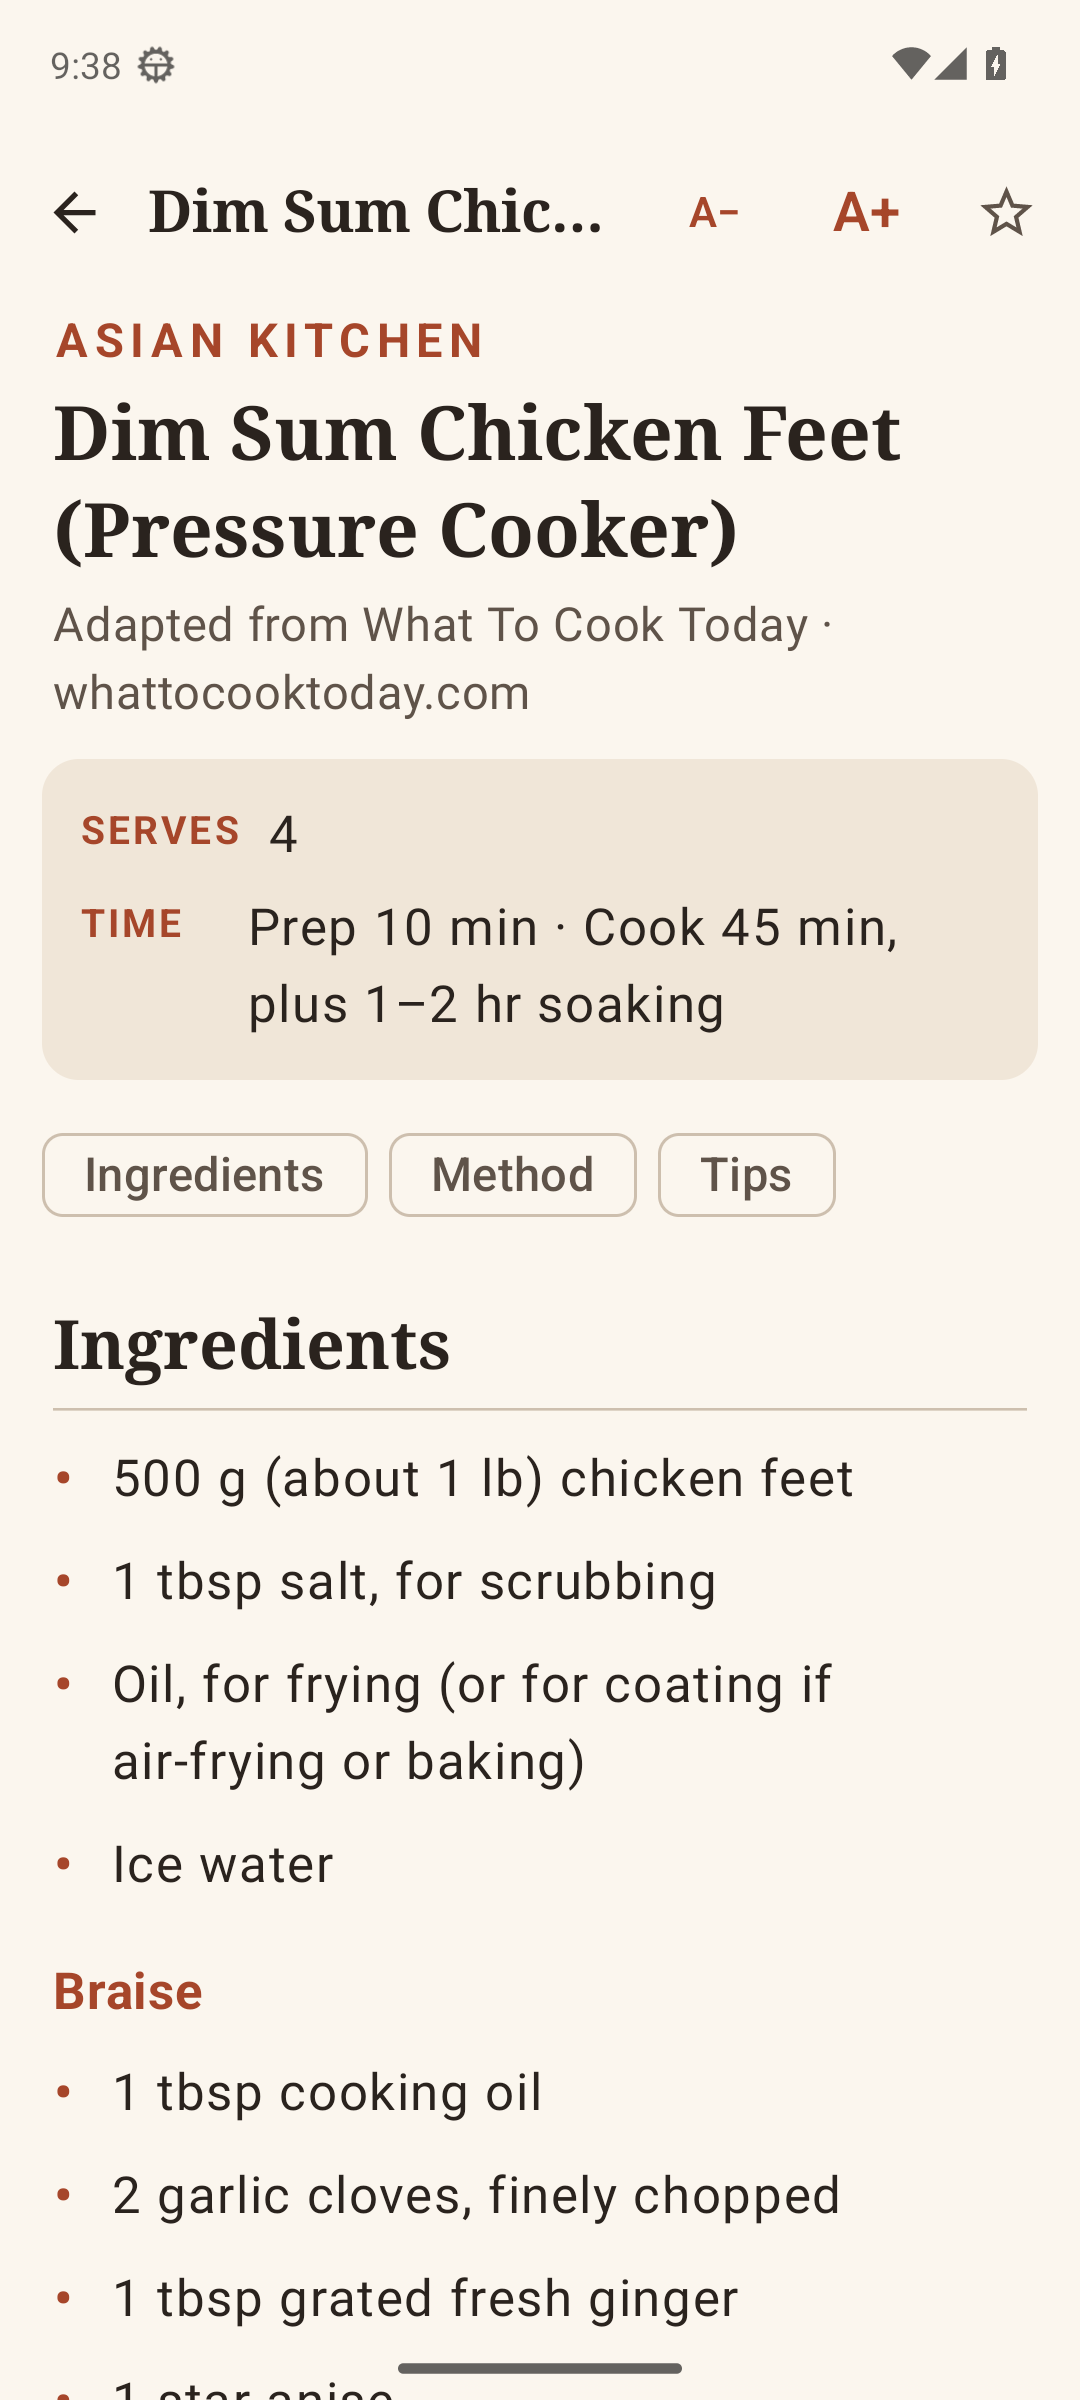 9:38
Dim Sum Chic...
A−
A+
ASIAN KITCHEN
Dim Sum Chicken Feet
(Pressure Cooker)
Adapted from What To Cook Today ·
whattocooktoday.com
SERVES 4
TIME Prep 10 min · Cook 45 min,
plus 1–2 hr soaking
Ingredients
Method
Tips
Ingredients
• 500 g (about 1 lb) chicken feet
• 1 tbsp salt, for scrubbing
• Oil, for frying (or for coating if
air-frying or baking)
• Ice water
Braise
• 1 tbsp cooking oil
• 2 garlic cloves, finely chopped
• 1 tbsp grated fresh ginger
• 1 star anise